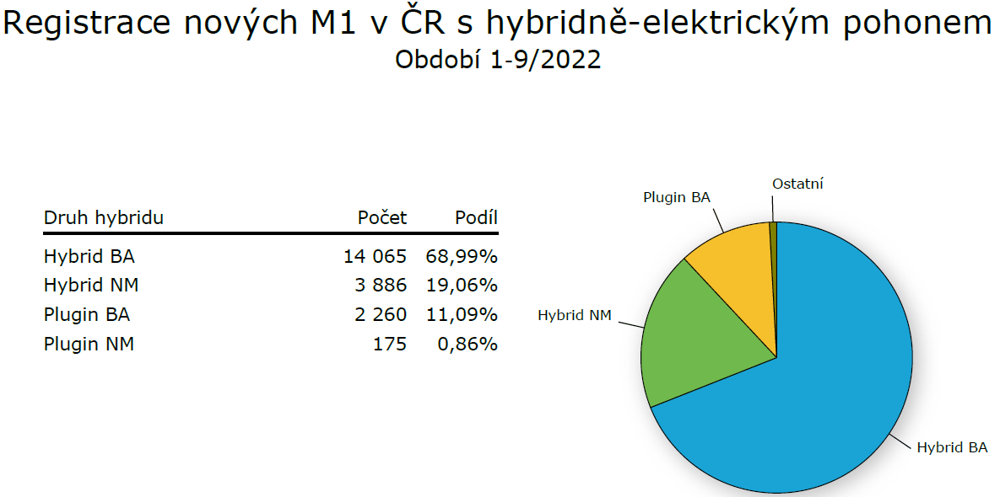 Registrace nových M1 v ČR s hybridně-elektrickým pohonem
Období 1-9/2022
Druh hybridu Počet Podíl
Hybrid BA 14 065 68,99%
Hybrid NM 3 886 19,06%
Plugin BA 2 260 11,09%
Plugin NM 175 0,86%
Ostatní
Plugin BA
Hybrid NM
Hybrid BA